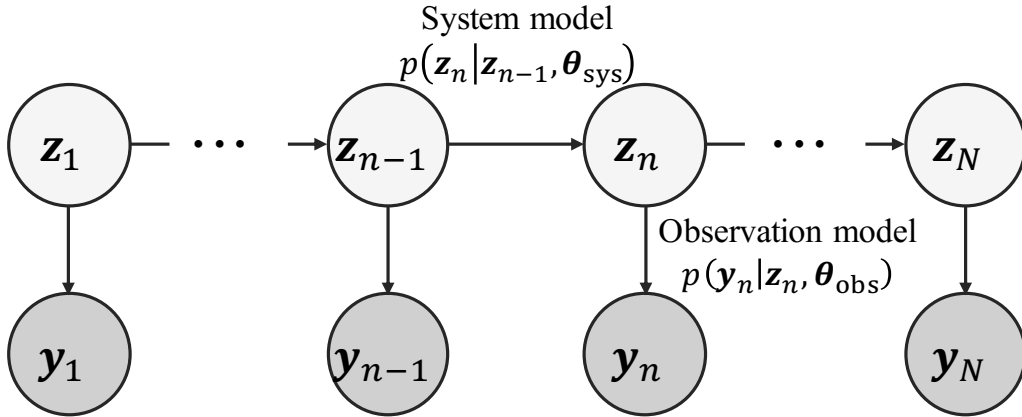 System model
p(z_n|z_{n−1}, θ_sys)
z_1 ··· z_{n−1} z_n ··· z_N
Observation model
p(y_n|z_n, θ_obs)
y_1 y_{n−1} y_n y_N